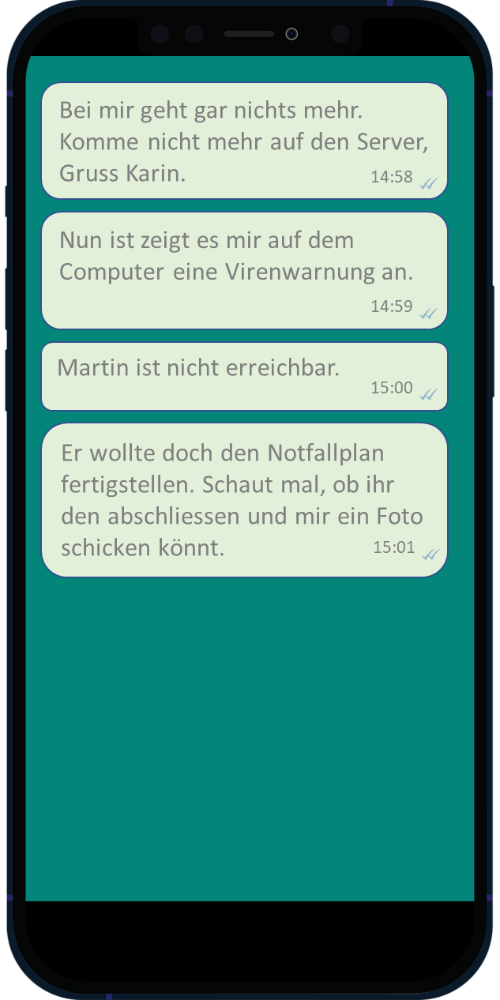 Bei mir geht gar nichts mehr.
Komme nicht mehr auf den Server,
Gruss Karin.
14:58
Nun ist zeigt es mir auf dem
Computer eine Virenwarnung an.
14:59
Martin ist nicht erreichbar.
15:00
Er wollte doch den Notfallplan
fertigstellen. Schaut mal, ob ihr
den abschliessen und mir ein Foto
schicken könnt.
15:01